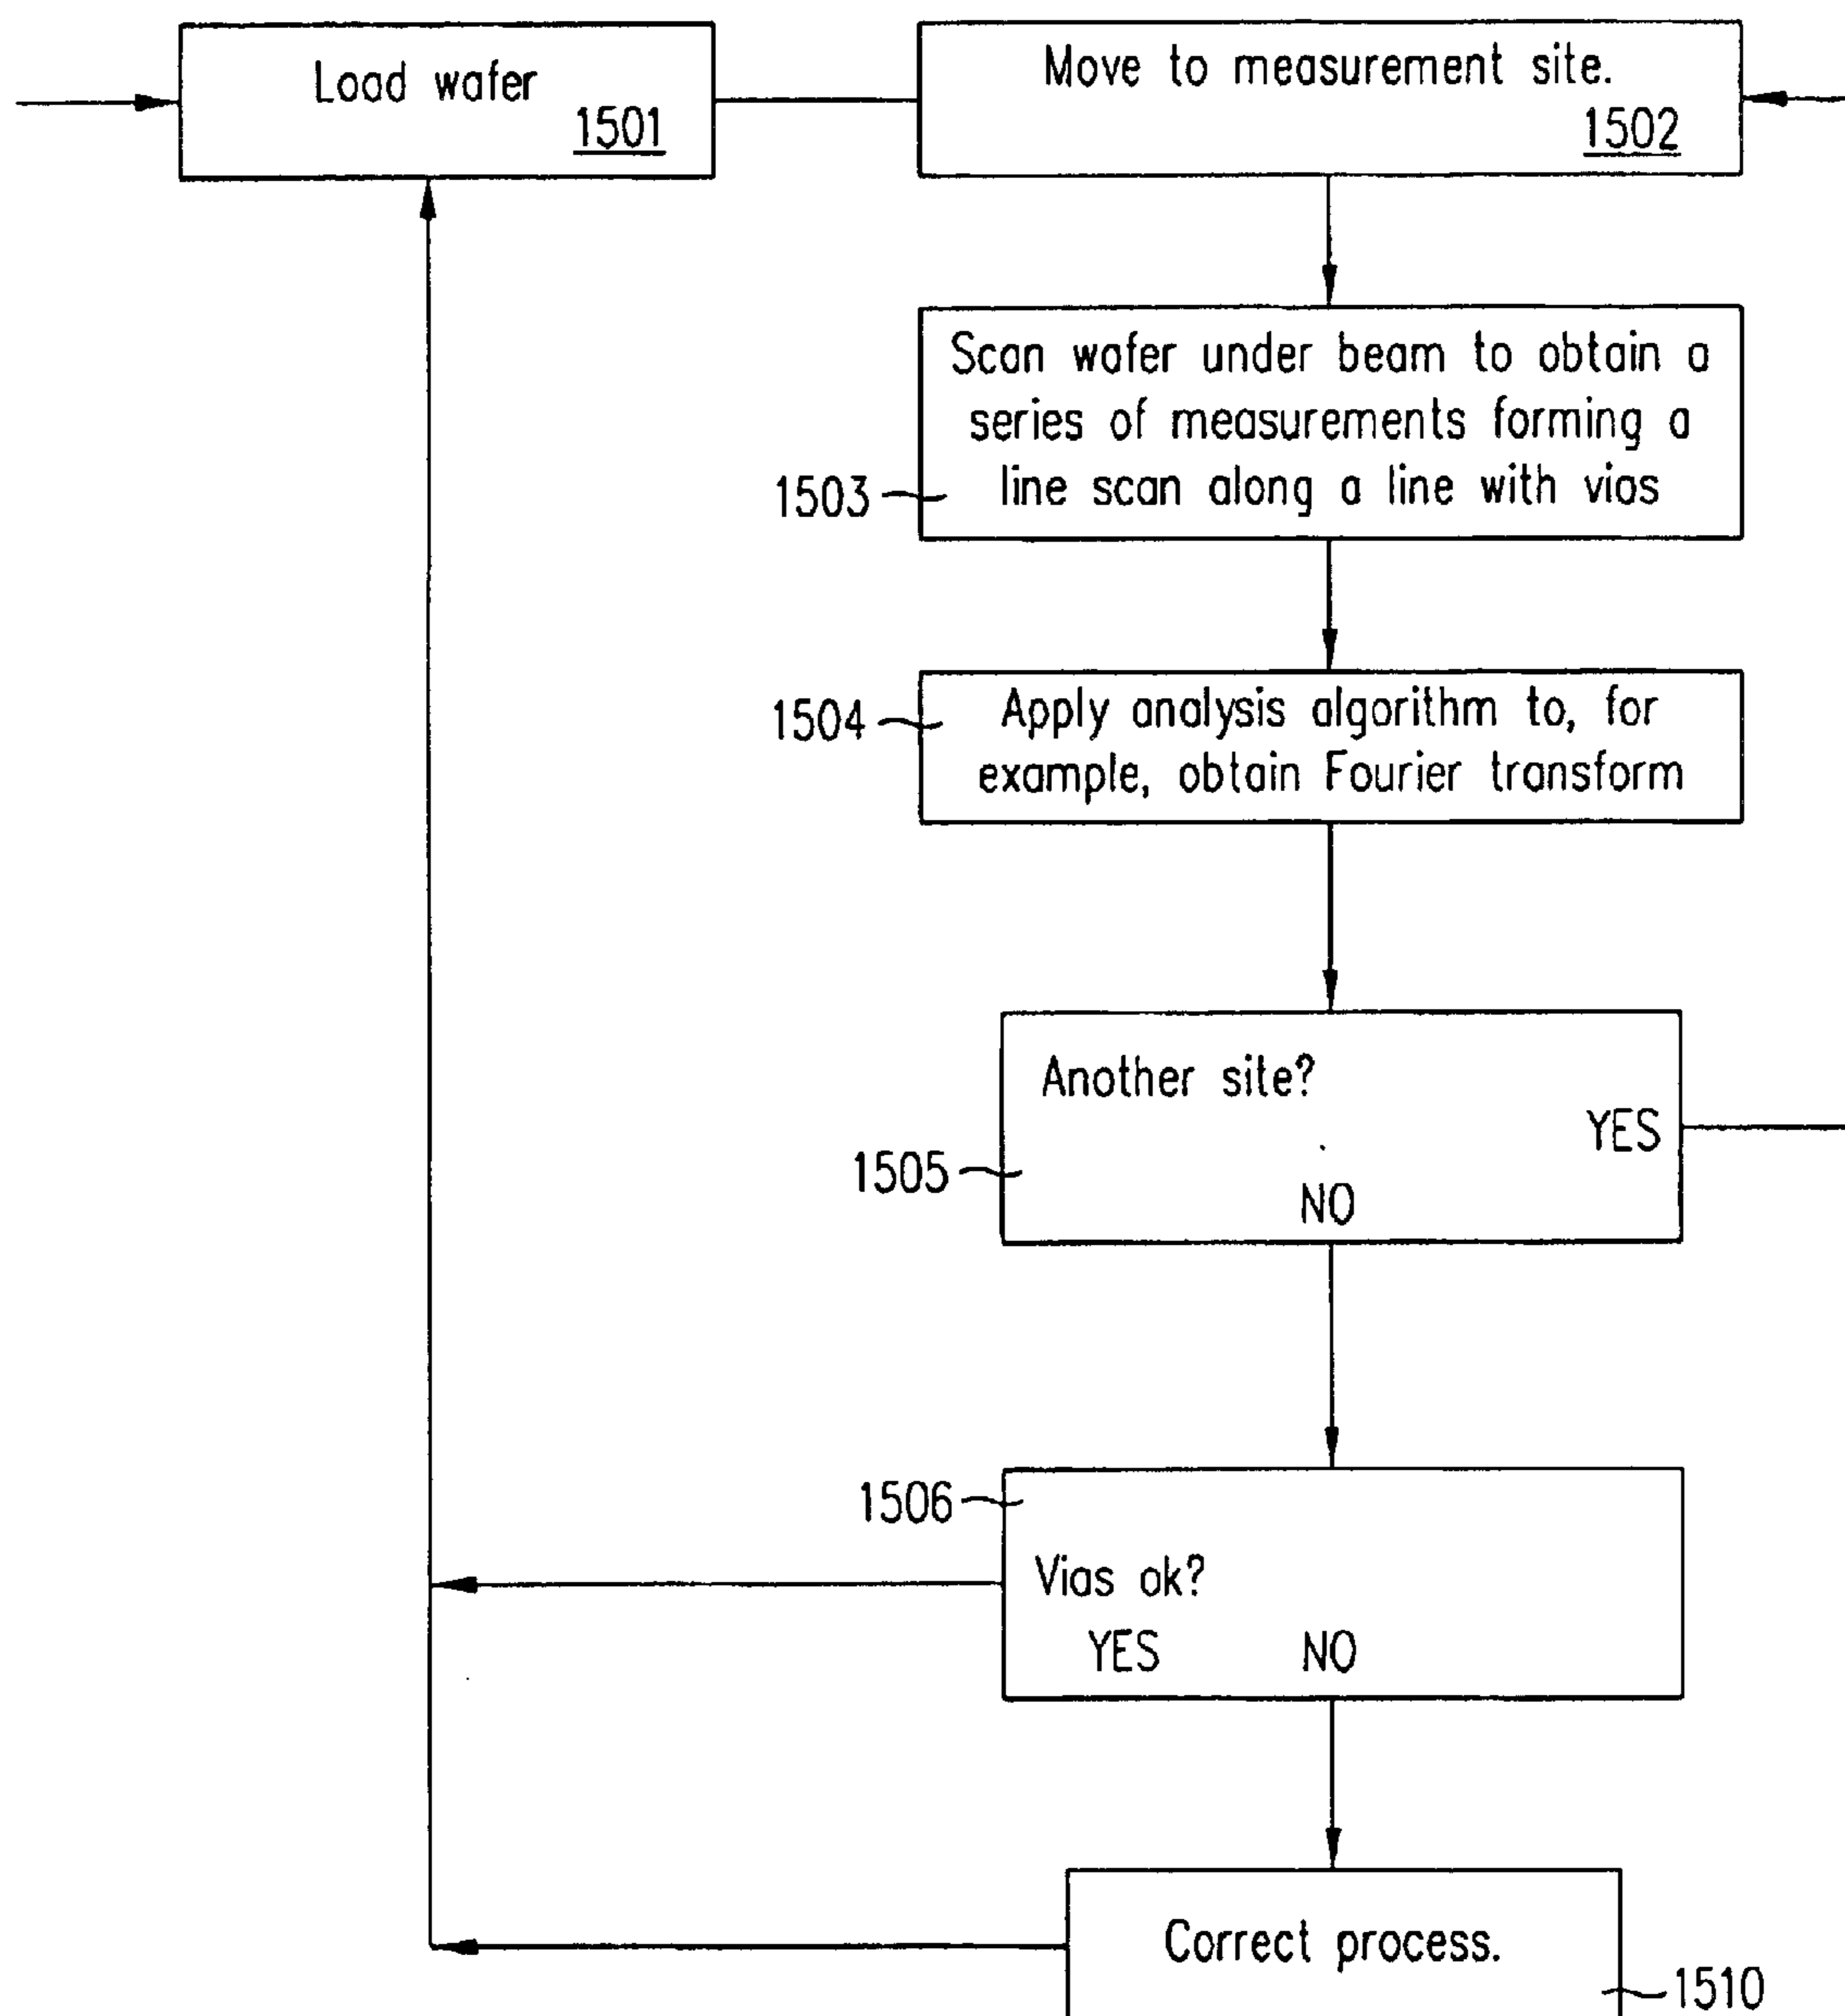 Load wafer
1501
Move to measurement site.
1502
Scan wafer under beam to obtain a
series of measurements forming a
line scan along a line with vias
1503
1504
Apply analysis algorithm to, for
example, obtain Fourier transform
Another site?
YES
1505
NO
1506
Vias ok?
YES NO
Correct process.
1510